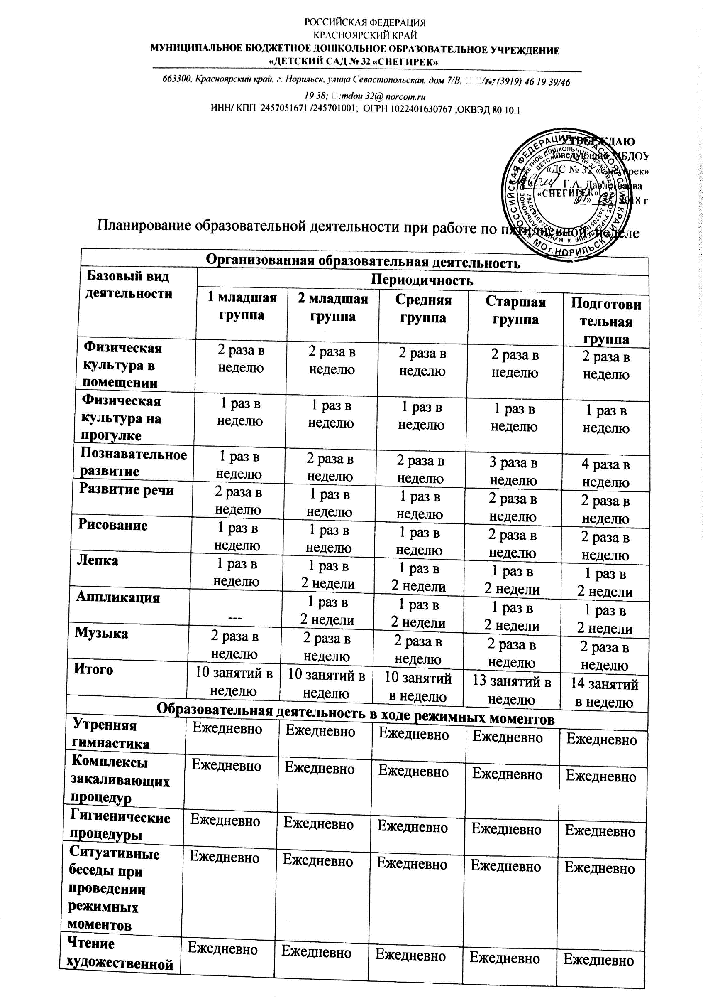 РОССИЙСКАЯ ФЕДЕРАЦИЯ
КРАСНОЯРСКИЙ КРАЙ
МУНИЦИПАЛЬНОЕ БЮДЖЕТНОЕ ДОШКОЛЬНОЕ ОБРАЗОВАТЕЛЬНОЕ УЧРЕЖДЕНИЕ
«ДЕТСКИЙ САД № 32 «СНЕГИРЕК»
663300, Красноярский край, г. Норильск, улица Севастопольская, дом 7/В, (3919) 46 19 39/46
19 38; :mdou 32@ norcom.ru
ИНН/ КПП 2457051671 /245701001; ОГРН 1022401630767 ;ОКВЭД 80.10.1
УТВЕРЖДАЮ
Заведующий МБДОУ
«ДС № 32 «Снегирек»
Г.А. Давлетбаева
2018 г
РОССИЙСКАЯ ФЕДЕРАЦИЯ * КРАСНОЯРСКИЙ КРАЙ * МО г.НОРИЛЬСК *
«СНЕГИРЕК»
Планирование образовательной деятельности при работе по пятидневной неделе
Организованная образовательная деятельность
Базовый вид деятельности | Периодичность
1 младшая группа | 2 младшая группа | Средняя группа | Старшая группа | Подготови тельная группа
Физическая культура в помещении | 2 раза в неделю | 2 раза в неделю | 2 раза в неделю | 2 раза в неделю | 2 раза в неделю
Физическая культура на прогулке | 1 раз в неделю | 1 раз в неделю | 1 раз в неделю | 1 раз в неделю | 1 раз в неделю
Познавательное развитие | 1 раз в неделю | 2 раза в неделю | 2 раза в неделю | 3 раза в неделю | 4 раза в неделю
Развитие речи | 2 раза в неделю | 1 раз в неделю | 1 раз в неделю | 2 раза в неделю | 2 раза в неделю
Рисование | 1 раз в неделю | 1 раз в неделю | 1 раз в неделю | 2 раза в неделю | 2 раза в неделю
Лепка | 1 раз в неделю | 1 раз в 2 недели | 1 раз в 2 недели | 1 раз в 2 недели | 1 раз в 2 недели
Аппликация | --- | 1 раз в 2 недели | 1 раз в 2 недели | 1 раз в 2 недели | 1 раз в 2 недели
Музыка | 2 раза в неделю | 2 раза в неделю | 2 раза в неделю | 2 раза в неделю | 2 раза в неделю
Итого | 10 занятий в неделю | 10 занятий в неделю | 10 занятий в неделю | 13 занятий в неделю | 14 занятий в неделю
Образовательная деятельность в ходе режимных моментов
Утренняя гимнастика | Ежедневно | Ежедневно | Ежедневно | Ежедневно | Ежедневно
Комплексы закаливающих процедур | Ежедневно | Ежедневно | Ежедневно | Ежедневно | Ежедневно
Гигиенические процедуры | Ежедневно | Ежедневно | Ежедневно | Ежедневно | Ежедневно
Ситуативные беседы при проведении режимных моментов | Ежедневно | Ежедневно | Ежедневно | Ежедневно | Ежедневно
Чтение художественной | Ежедневно | Ежедневно | Ежедневно | Ежедневно | Ежедневно